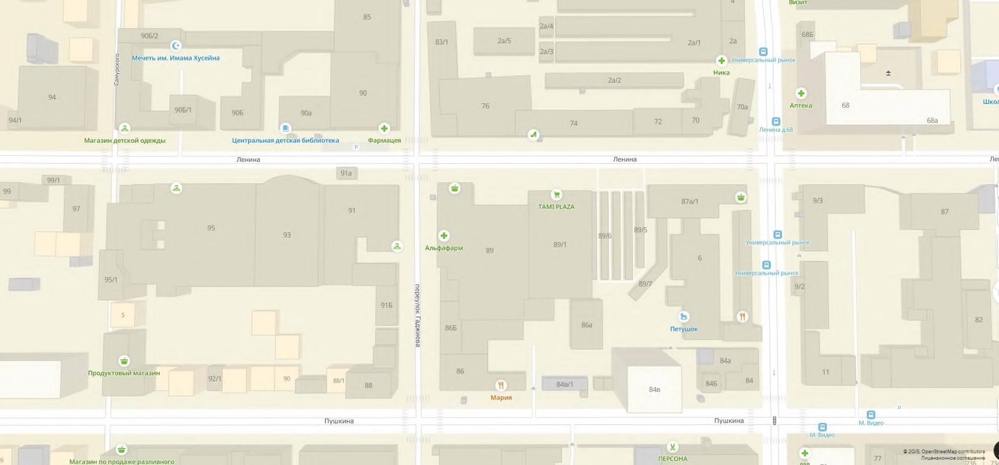 Визит
4
85
2а/4
90Б/2
83/1
2а/5
2а/1
2а
68Б
Мечеть им. Имама Хусейна
2а/3
Универсальный рынок
Самурского
Ника
2а/2
94
90
76
70а
Аптека
68
Школ
90Б/1
90Б
90а
94/1
74
72
70
68а
Ленина д.68
Магазин детской одежды
Центральная детская библиотека
Фармацея
P
Ленина
Ленина
Ле
91а
99/1
99
97
95
93
91
TAMI PLAZA
87а/1
9/3
87
89/6
89/5
Альфафарм
89
89/1
Универсальный рынок
6
Универсальный рынок
95/1
89/7
9/2
переулок Гаджиева
91Б
5
86Б
86а
Петушок
82
84а
Продуктовый магазин
92/1
90
88/1
88
86
84в/1
84Б
84
11
84в
Мария
P
Пушкина
Пушкина
М. Видео
М. Видео
© 2GIS, OpenStreetMap contributors
Лицензионное соглашение
Магазин по продаже разливного
ПЕРСОНА
77
73Б